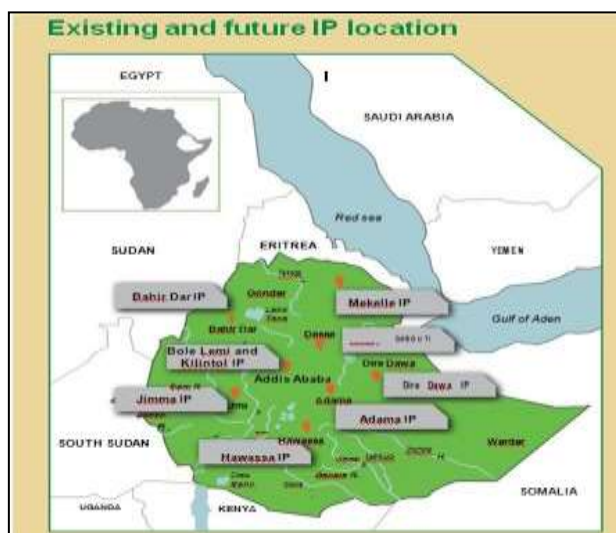 Existing and future IP location
EGYPT
SAUDI ARABIA
Red sea
SUDAN
ERITREA
YEMEN
Gondar
Bahir Dar IP
Mekelle IP
Gulf of Aden
Bahir Dar
Bole Lemi and
Kilintol IP
Dire Dawa
Addis Ababa
Dire Dawa IP
Jimma IP
Adama
Adama IP
SOUTH SUDAN
Hawassa
Hawassa IP
Warder
SOMALIA
UGANDA
KENYA